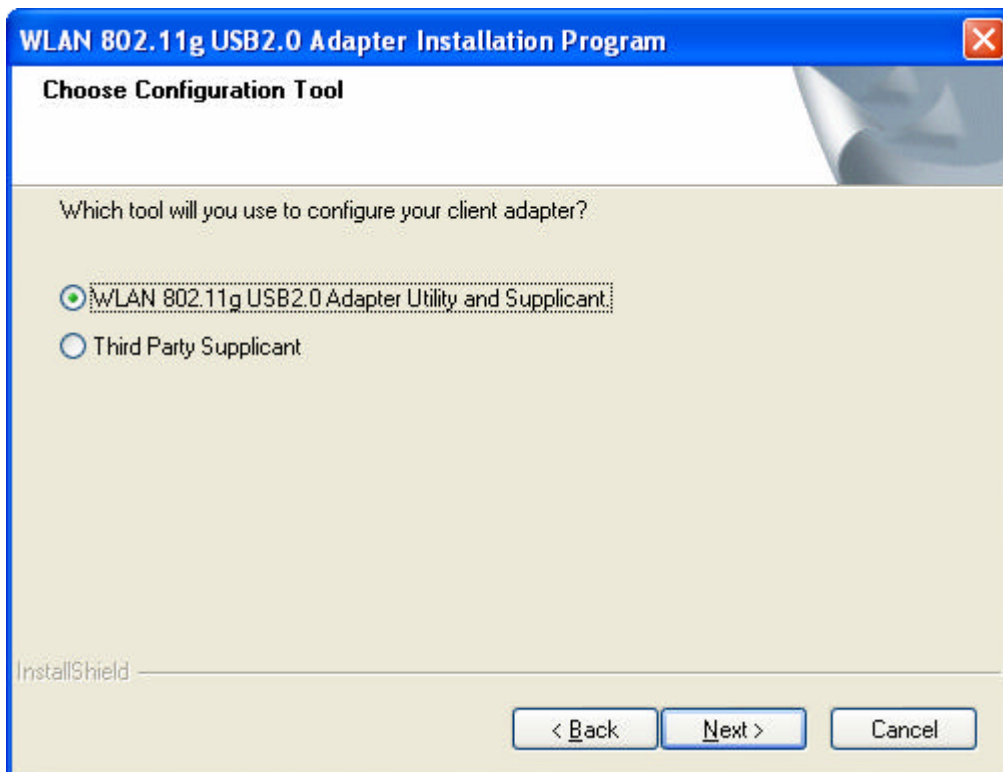 WLAN 802.11g USB2.0 Adapter Installation Program
Choose Configuration Tool
Which tool will you use to configure your client adapter?
WLAN 802.11g USB2.0 Adapter Utility and Supplicant.
Third Party Supplicant
InstallShield
< Back
Next >
Cancel